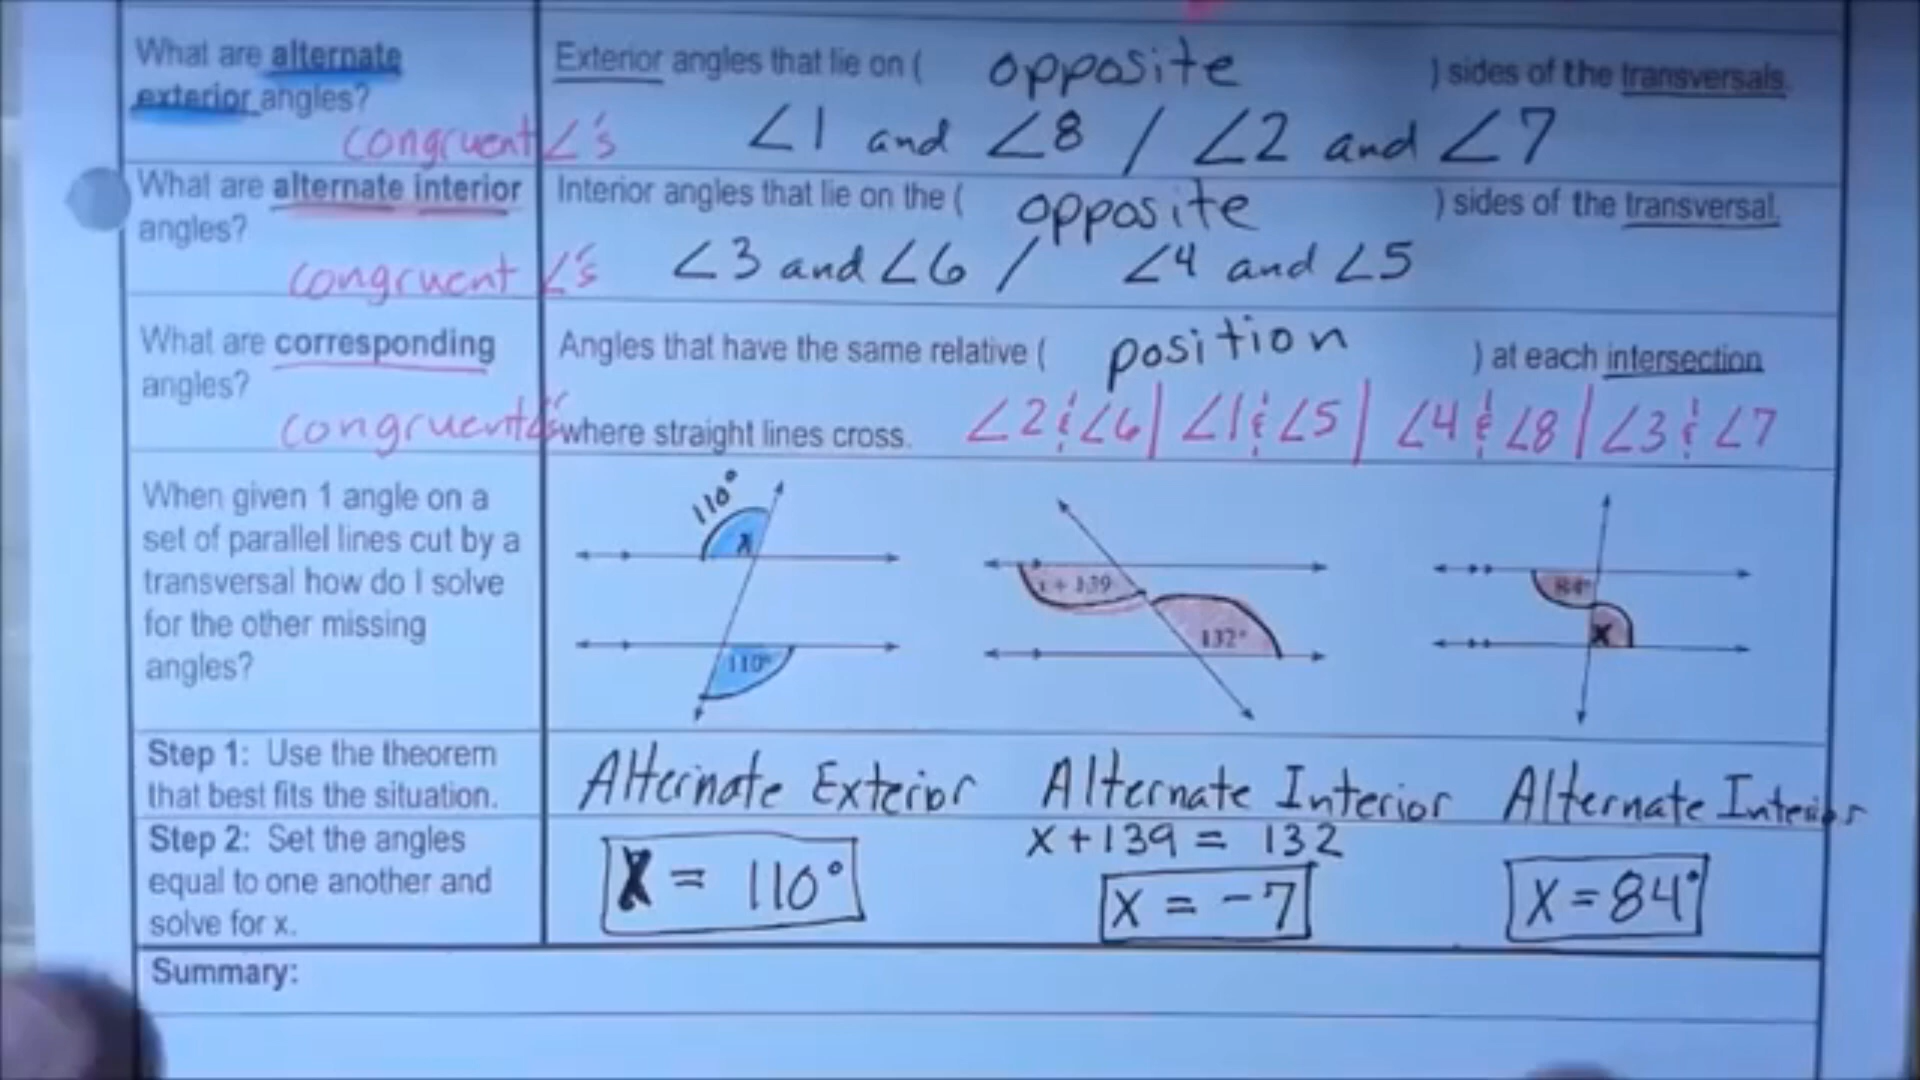 What are alternate
exterior angles?
congruent ∠'s
Exterior angles that lie on ( opposite ) sides of the transversals.
∠1 and ∠8 / ∠2 and ∠7
What are alternate interior
angles?
congruent ∠'s
Interior angles that lie on the ( opposite ) sides of the transversal.
∠3 and ∠6 / ∠4 and ∠5
What are corresponding
angles?
congruent ∠'s
Angles that have the same relative ( position ) at each intersection
where straight lines cross. ∠2 & ∠6 | ∠1 & ∠5 | ∠4 & ∠8 | ∠3 & ∠7
When given 1 angle on a
set of parallel lines cut by a
transversal how do I solve
for the other missing
angles?
110°
x
110°
x + 139
132°
84°
x
Step 1: Use the theorem
that best fits the situation.
Alternate Exterior
Alternate Interior
Alternate Interior
Step 2: Set the angles
equal to one another and
solve for x.
X = 110°
x + 139 = 132
x = -7
x = 84°
Summary: